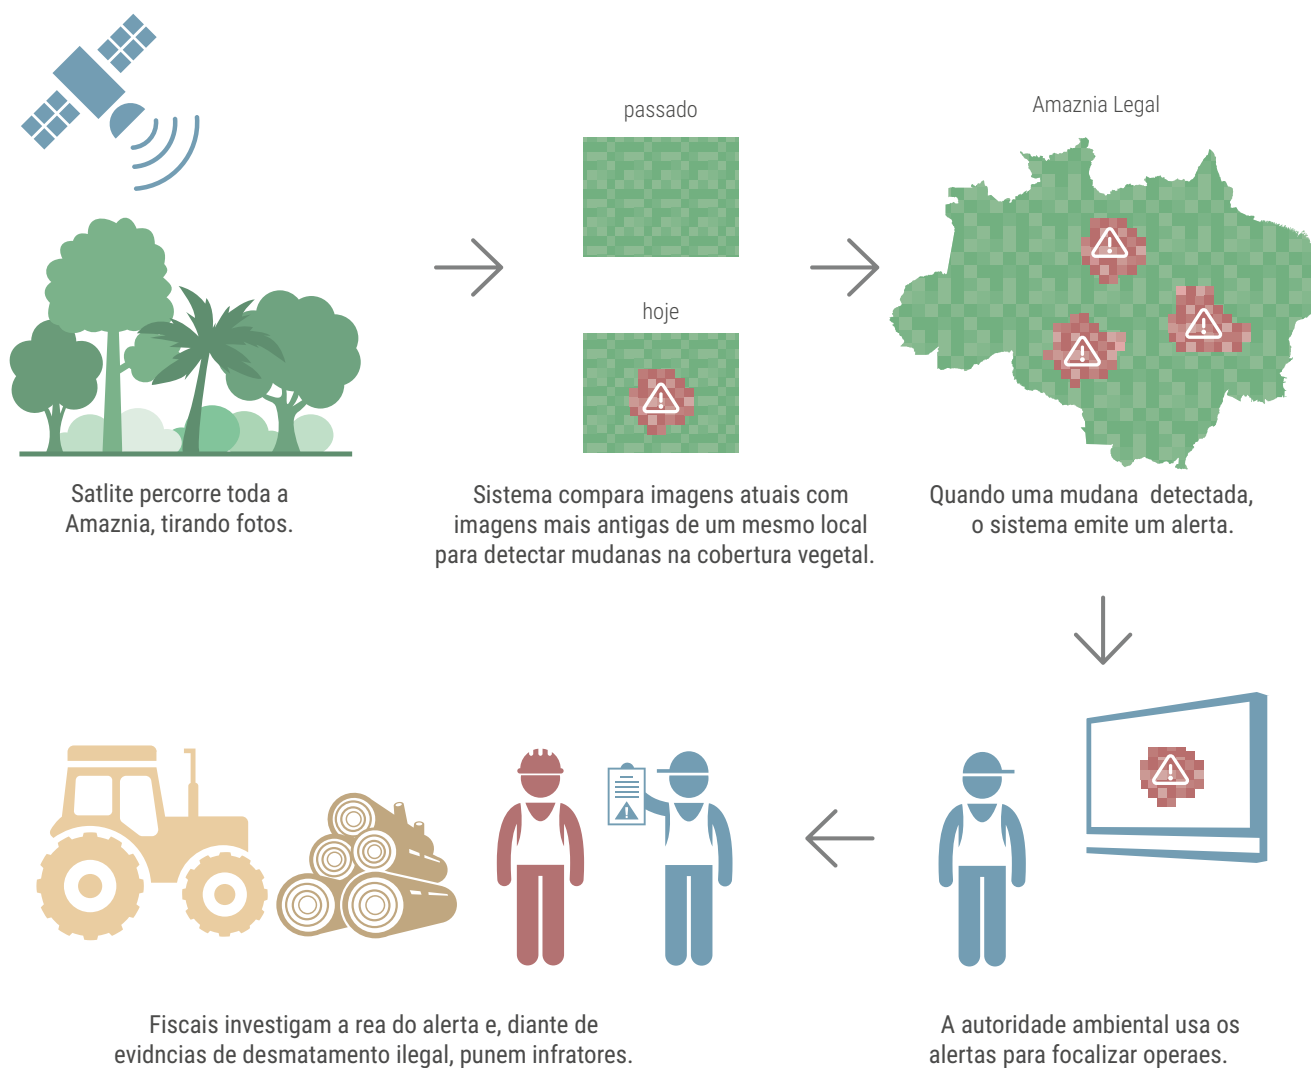 passado
hoje
Amaznia Legal
Satlite percorre toda a
Amaznia, tirando fotos.
Sistema compara imagens atuais com
imagens mais antigas de um mesmo local
para detectar mudanas na cobertura vegetal.
Quando uma mudana  detectada,
o sistema emite um alerta.
A autoridade ambiental usa os
alertas para focalizar operaes.
Fiscais investigam a rea do alerta e, diante de
evidncias de desmatamento ilegal, punem infratores.